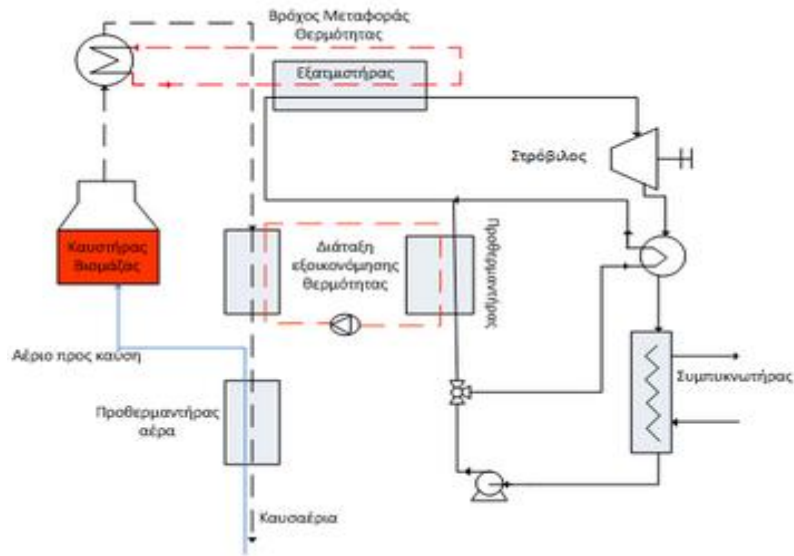 Βρόχος Μεταφοράς
Θερμότητας
Εξατμιστήρας
Στρόβιλος
Καυστήρας
Βιομάζας
Διάταξη
εξοικονόμησης
θερμότητας
Προθερμαντήρας
Αέριο προς καύση
Προθερμαντήρας
αέρα
Συμπυκνωτήρας
Καυσαέρια